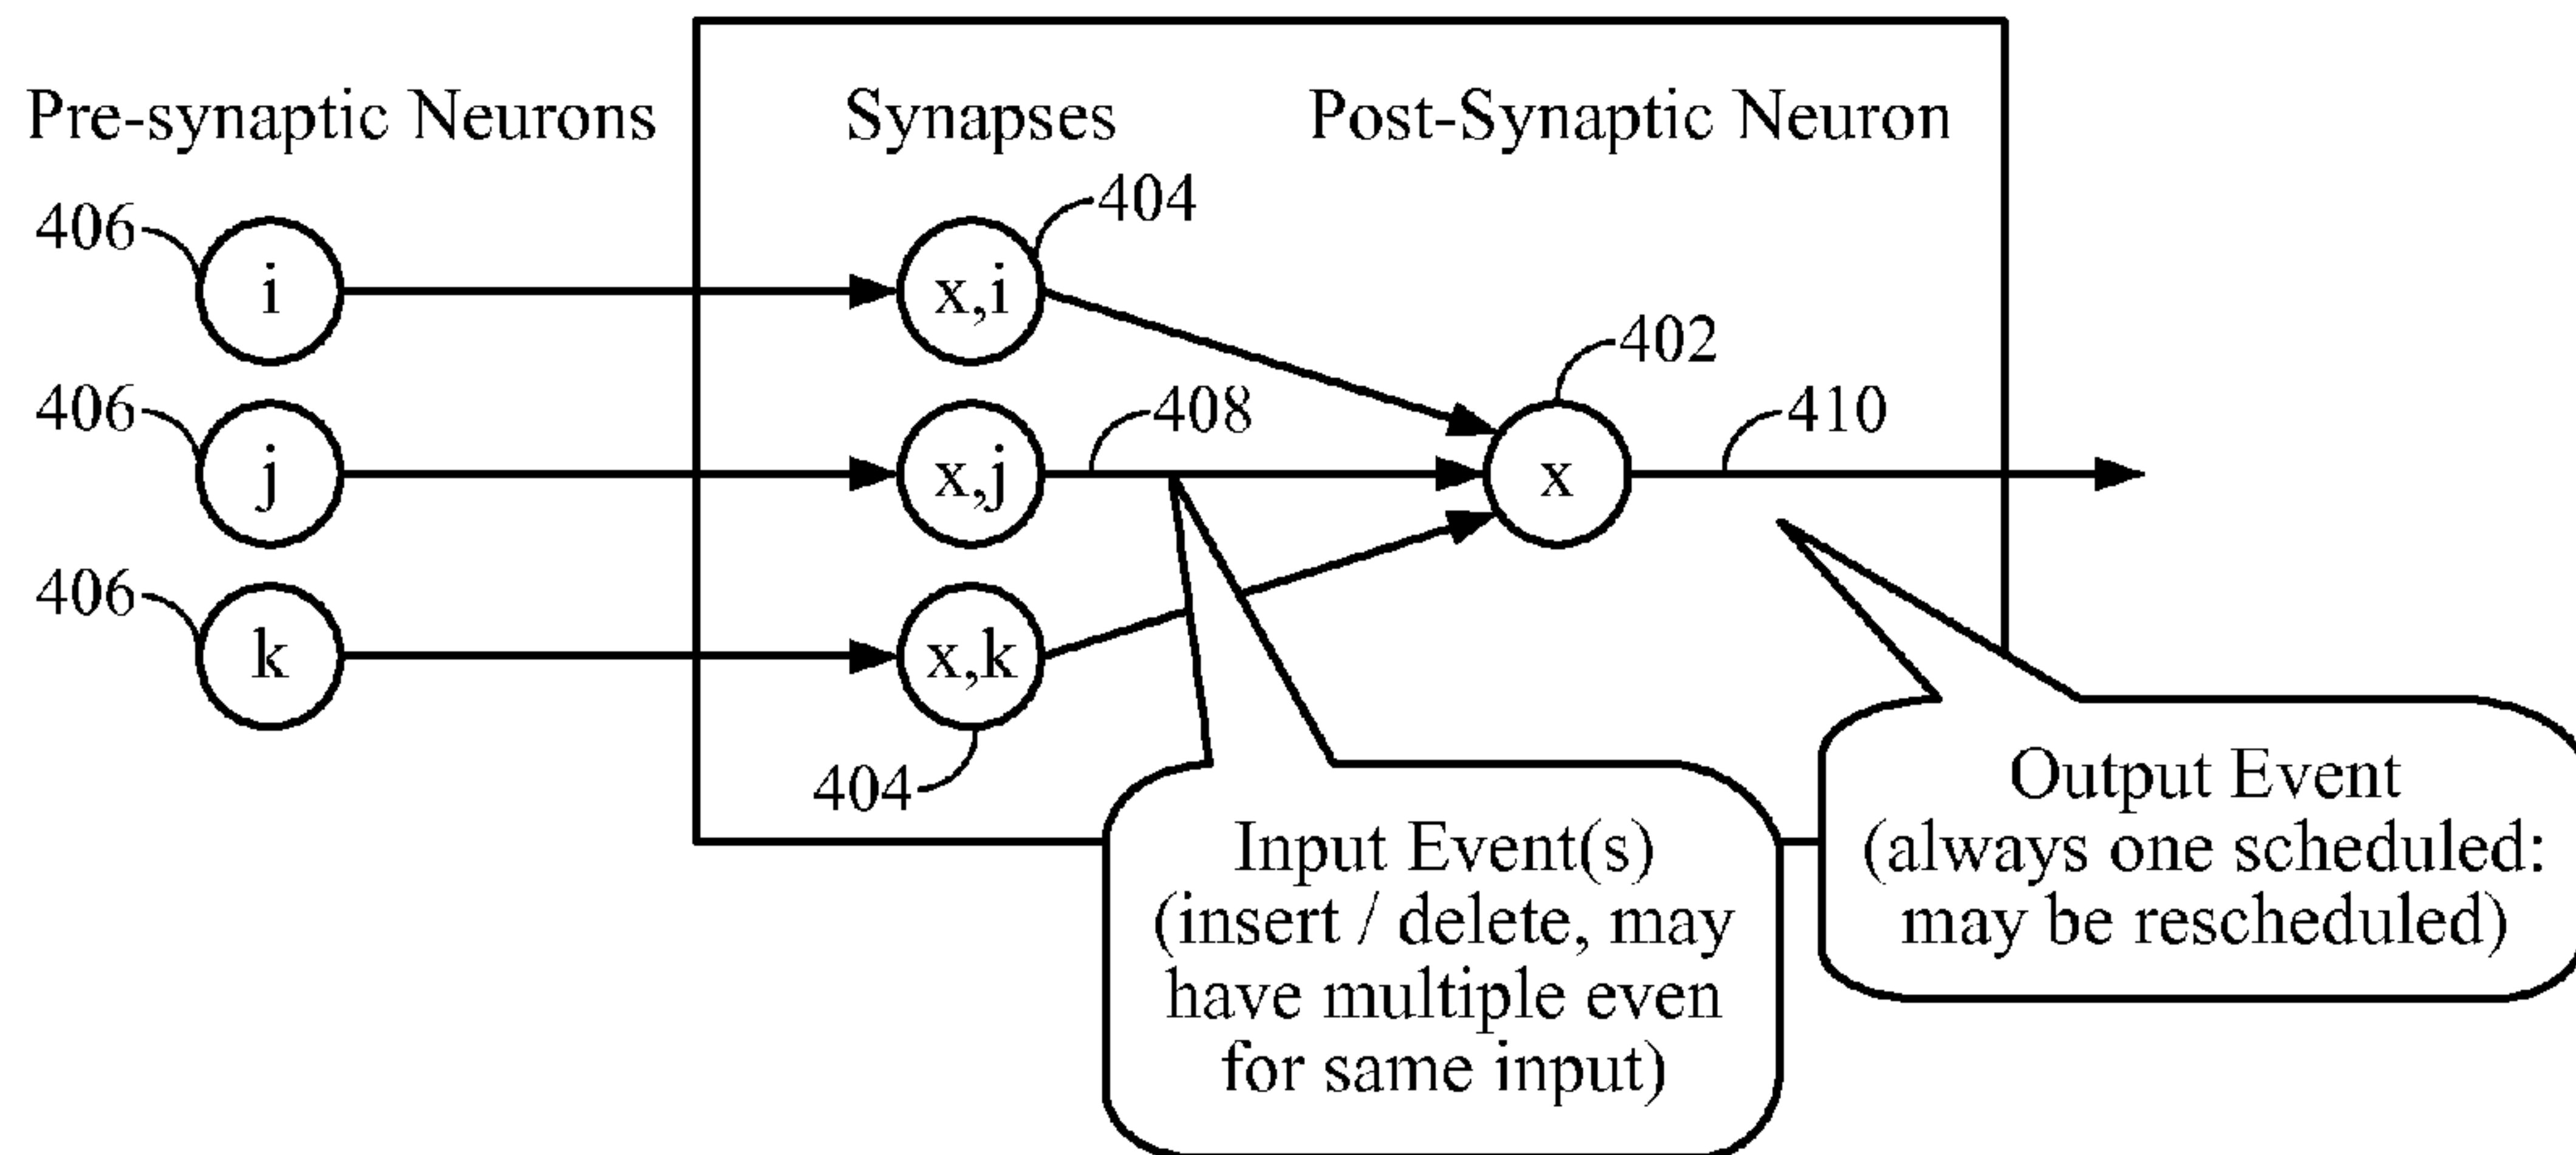 Pre-synaptic Neurons
Synapses
Post-Synaptic Neuron
404
406
i
x,i
402
406
408
410
j
x,j
x
406
k
x,k
404
Output Event
(always one scheduled:
may be rescheduled)
Input Event(s)
(insert / delete, may
have multiple even
for same input)